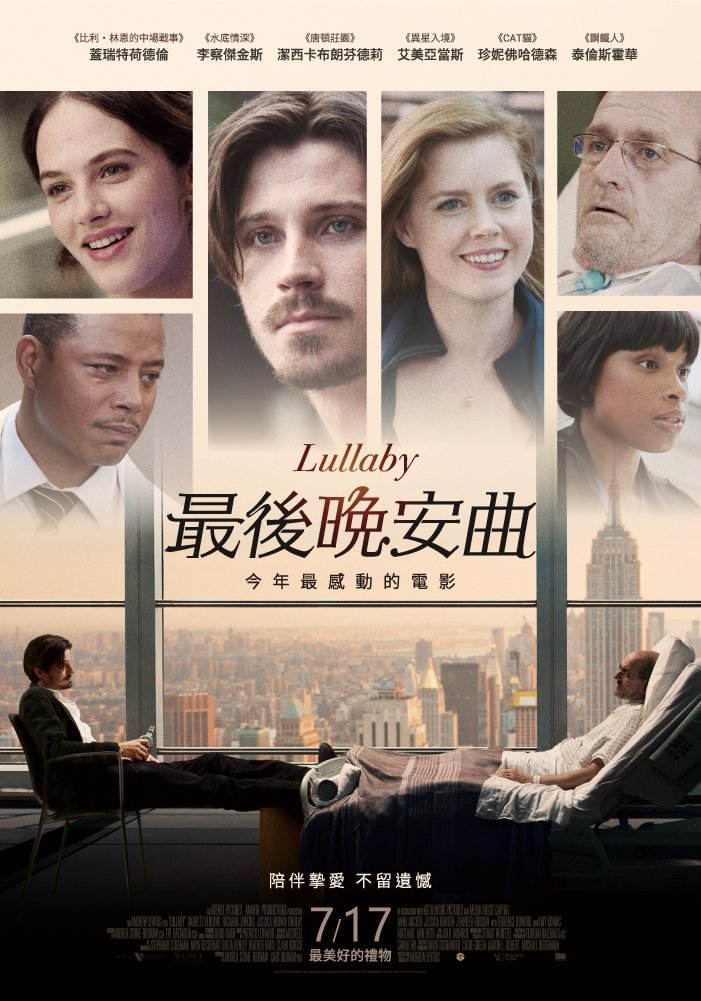 《比利・林恩的中場戰事》 《水底情深》 《唐頓莊園》 《異星入境》 《CAT貓》 《鋼鐵人》
蓋瑞特荷德倫 李察傑金斯 潔西卡布朗芬德莉 艾美亞當斯 珍妮佛哈德森 泰倫斯霍華
Lullaby
最後晚安曲
今年最感動的電影
陪伴摯愛 不留遺憾
7/17
最美好的禮物